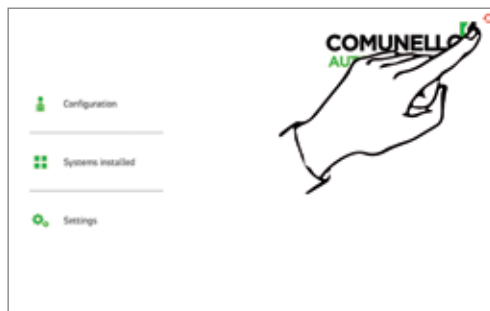 COMUNELLO
AU
Configuration
Systems installed
Settings